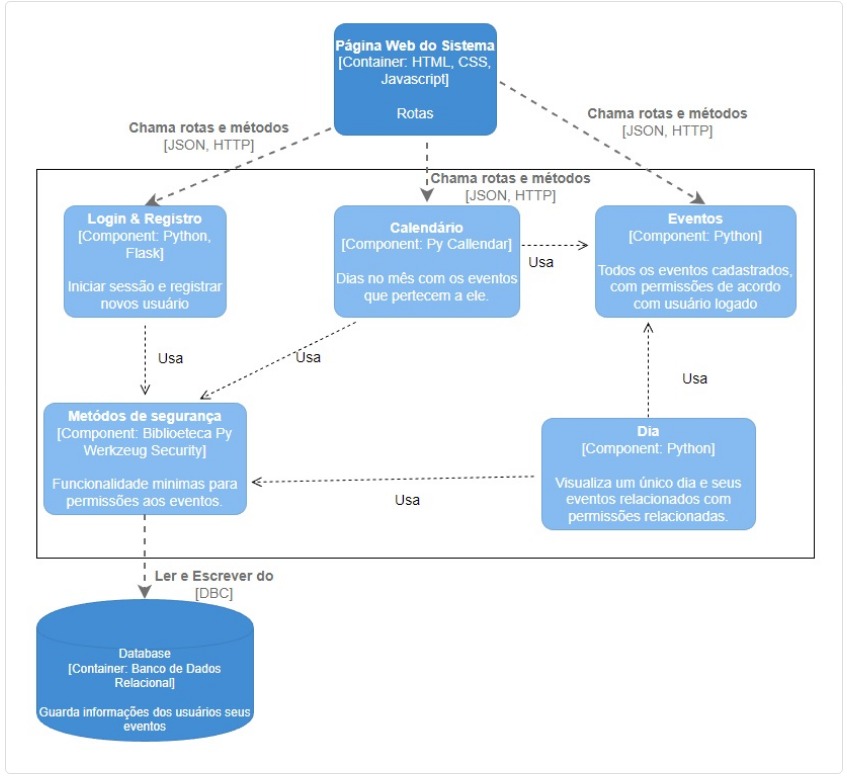 Página Web do Sistema
[Container: HTML, CSS,
Javascript]
Rotas
Chama rotas e métodos
[JSON, HTTP]
Chama rotas e métodos
[JSON, HTTP]
Chama rotas e métodos
[JSON, HTTP]
Login & Registro
[Component: Python,
Flask]
Iniciar sessão e registrar
novos usuário
Calendário
[Component: Py Callendar]
Dias no mês com os eventos
que pertecem a ele.
Usa
Eventos
[Component: Python]
Todos os eventos cadastrados,
com permissões de acordo
com usuário logado
Usa
Usa
Usa
Metódos de segurança
[Component: Biblioeteca Py
Werkzeug Security]
Funcionalidade minimas para
permissões aos eventos.
Usa
Dia
[Component: Python]
Visualiza um único dia e seus
eventos relacionados com
permissões relacionadas.
Ler e Escrever do
[DBC]
Database
[Container: Banco de Dados
Relacional]
Guarda informações dos usuários seus
eventos